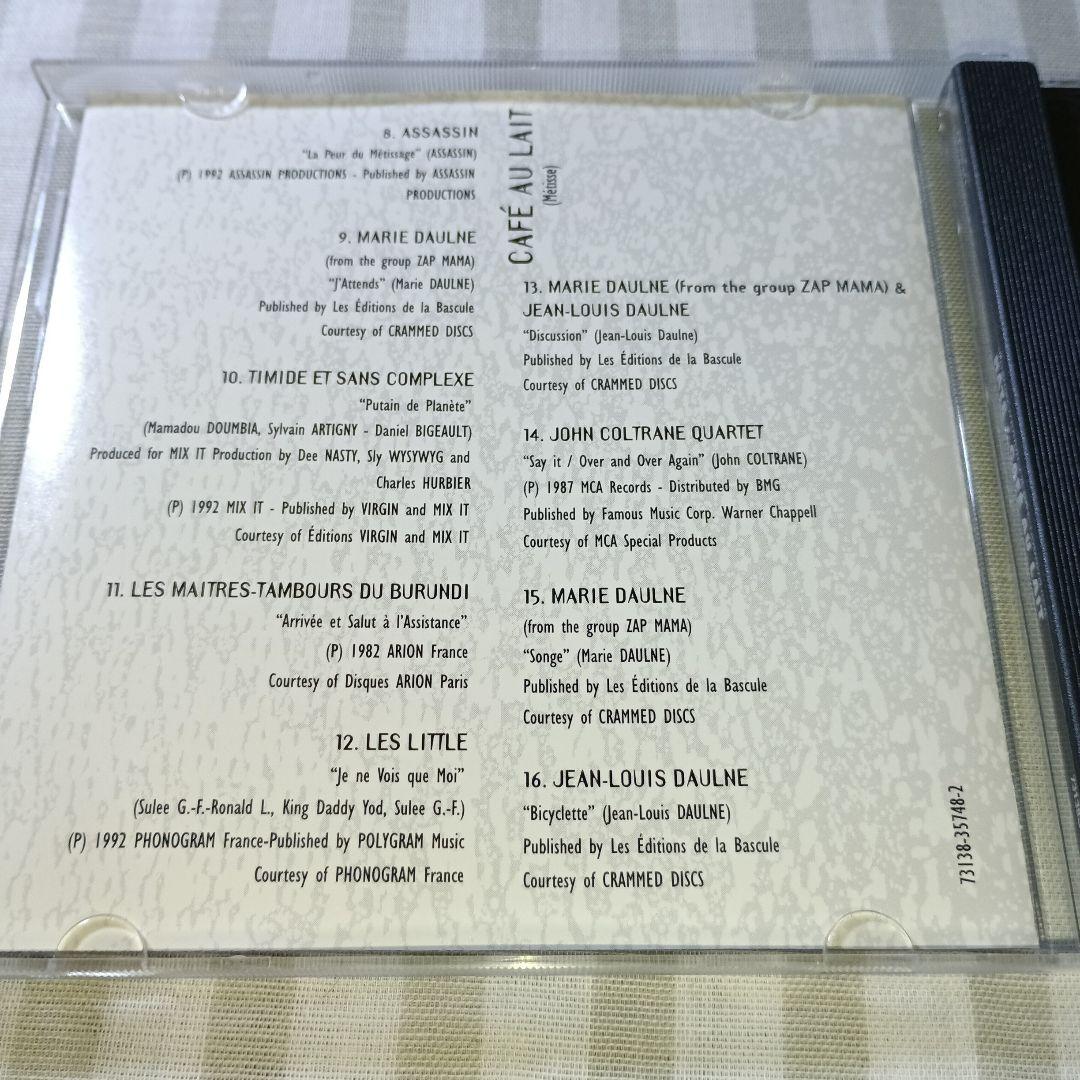 8. ASSASSIN
“La Peur du Métissage” (ASSASSIN)
(P) 1992 ASSASSIN PRODUCTIONS - Published by ASSASSIN
PRODUCTIONS
9. MARIE DAULNE
(from the group ZAP MAMA)
“J'Attends” (Marie DAULNE)
Published by Les Éditions de la Bascule
Courtesy of CRAMMED DISCS
10. TIMIDE ET SANS COMPLEXE
“Putain de Planète”
(Mamadou DOUMBIA, Sylvain ARTIGNY - Daniel BIGEAULT)
Produced for MIX IT Production by Dee NASTY, Sly WYSYWYG and
Charles HURBIER
(P) 1992 MIX IT - Published by VIRGIN and MIX IT
Courtesy of Éditions VIRGIN and MIX IT
11. LES MAITRES-TAMBOURS DU BURUNDI
“Arrivée et Salut à l'Assistance”
(P) 1982 ARION France
Courtesy of Disques ARION Paris
12. LES LITTLE
“Je ne Vois que Moi”
(Sulee G.-F.-Ronald L., King Daddy Yod, Sulee G.-F.)
(P) 1992 PHONOGRAM France-Published by POLYGRAM Music
Courtesy of PHONOGRAM France
CAFÉ AU LAIT
(Métisse)
13. MARIE DAULNE (from the group ZAP MAMA) &
JEAN-LOUIS DAULNE
“Discussion” (Jean-Louis Daulne)
Published by Les Éditions de la Bascule
Courtesy of CRAMMED DISCS
14. JOHN COLTRANE QUARTET
“Say it / Over and Over Again” (John COLTRANE)
(P) 1987 MCA Records - Distributed by BMG
Published by Famous Music Corp. Warner Chappell
Courtesy of MCA Special Products
15. MARIE DAULNE
(from the group ZAP MAMA)
“Songe” (Marie DAULNE)
Published by Les Éditions de la Bascule
Courtesy of CRAMMED DISCS
16. JEAN-LOUIS DAULNE
“Bicyclette” (Jean-Louis DAULNE)
Published by Les Éditions de la Bascule
Courtesy of CRAMMED DISCS
73138-35748-2